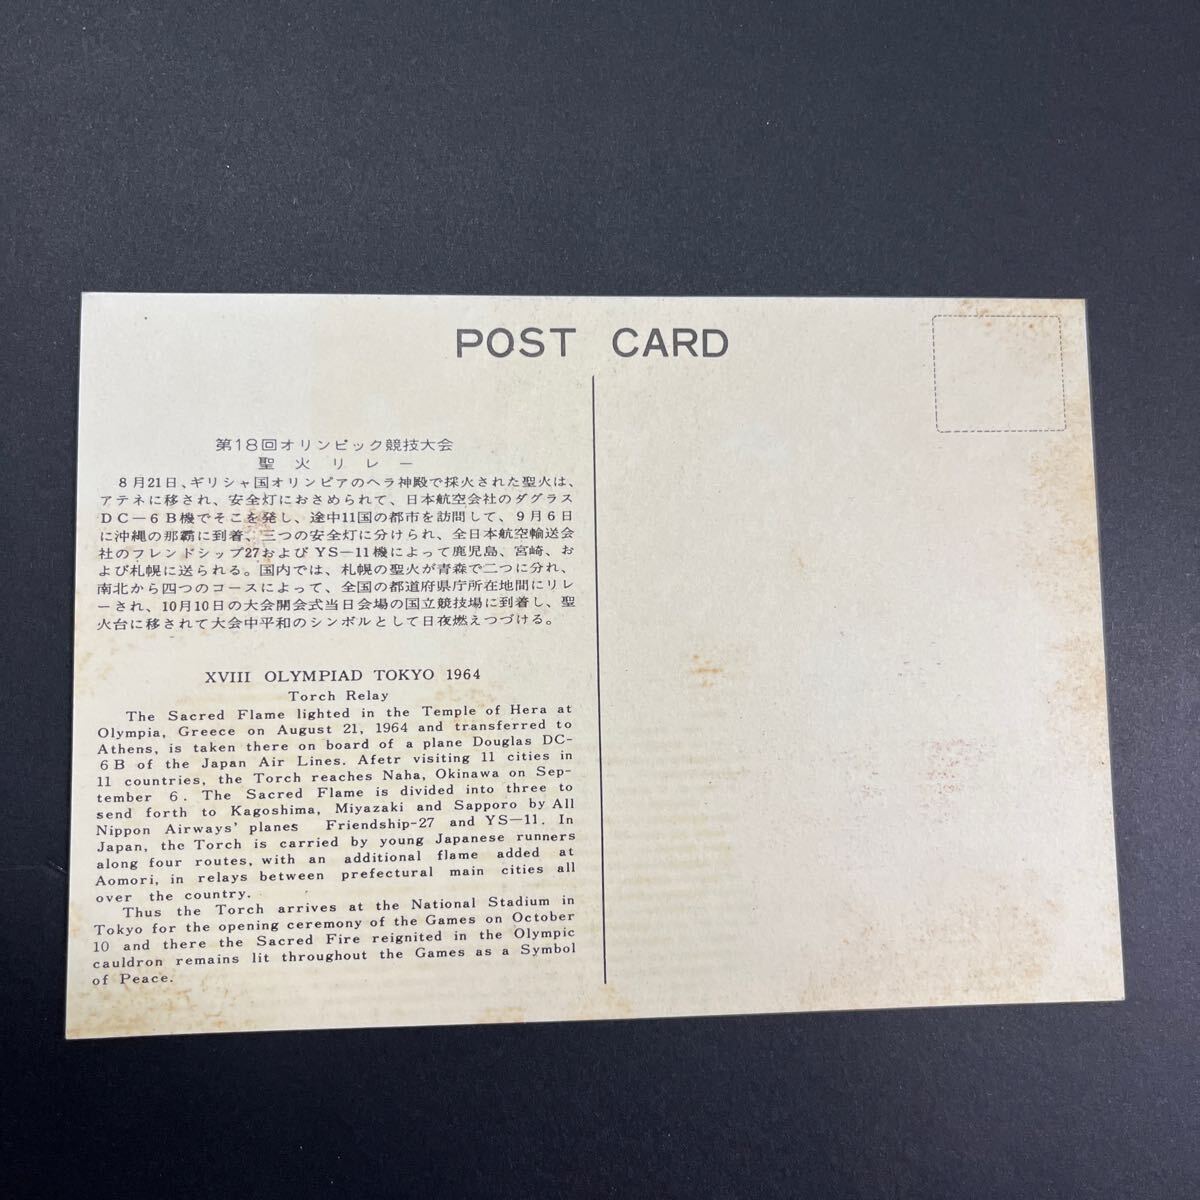 POST CARD
第18回オリンピック競技大会
聖火リレー
8月21日、ギリシャ国オリンピアのヘラ神殿で採火された聖火は、
アテネに移され、安全灯におさめられて、日本航空会社のダグラス
DC－6B機でそこを発し、途中11国の都市を訪問して、9月6日
に沖縄の那覇に到着、三つの安全灯に分けられ、全日本航空輸送会
社のフレンドシップ27およびYS－11機によって鹿児島、宮崎、お
よび札幌に送られる。国内では、札幌の聖火が青森で二つに分れ、
南北から四つのコースによって、全国の都道府県庁所在地間にリレ
ーされ、10月10日の大会開会式当日会場の国立競技場に到着し、聖
火台に移されて大会中平和のシンボルとして日夜燃えつづける。
XVIII OLYMPIAD TOKYO 1964
Torch Relay
The Sacred Flame lighted in the Temple of Hera at
Olympia, Greece on August 21, 1964 and transferred to
Athens, is taken there on board of a plane Douglas DC-
6B of the Japan Air Lines. Afetr visiting 11 cities in
11 countries, the Torch reaches Naha, Okinawa on Sep-
tember 6. The Sacred Flame is divided into three to
send forth to Kagoshima, Miyazaki and Sapporo by All
Nippon Airways' planes Friendship-27 and YS-11. In
Japan, the Torch is carried by young Japanese runners
along four routes, with an additional flame added at
Aomori, in relays between prefectural main cities all
over the country.
Thus the Torch arrives at the National Stadium in
Tokyo for the opening ceremony of the Games on October
10 and there the Sacred Fire reignited in the Olympic
cauldron remains lit throughout the Games as a Symbol
of Peace.